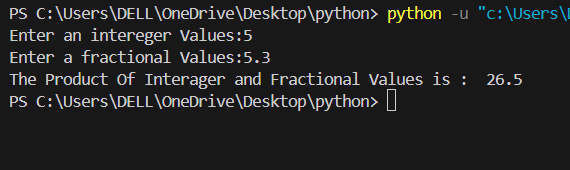 PS C:\Users\DELL\OneDrive\Desktop\python> python -u "c:\Users\
Enter an intereger Values:5
Enter a fractional Values:5.3
The Product Of Interager and Fractional Values is :  26.5
PS C:\Users\DELL\OneDrive\Desktop\python>